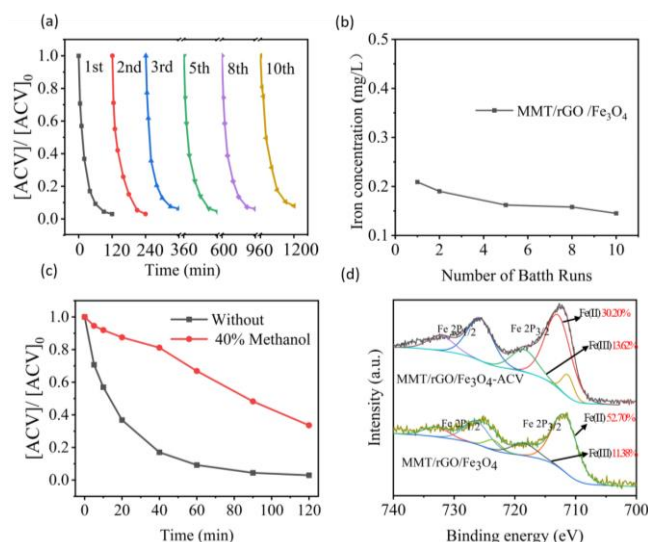 (a)
1st 2nd 3rd 5th 8th 10th
[ACV]/ [ACV]₀
1.0
0.8
0.6
0.4
0.2
0.0
0 120 240 360 600 960 1200
Time (min)
(b)
Iron concentration (mg/L)
0.5
0.4
0.3
0.2
0.1
MMT/rGO /Fe₃O₄
0 2 4 6 8 10
Number of Batth Runs
(c)
[ACV]/ [ACV]₀
1.0
0.8
0.6
0.4
0.2
0.0
Without
40% Methanol
0 20 40 60 80 100 120
Time (min)
(d)
Intensity (a.u.)
Fe 2P₁/₂
Fe 2P₃/₂
Fe(II) 30.20%
Fe(III) 13.62%
MMT/rGO/Fe₃O₄-ACV
Fe 2P₁/₂
Fe 2P₃/₂
Fe(II) 52.70%
Fe(III) 11.38%
MMT/rGO/Fe₃O₄
740 730 720 710 700
Binding energy (eV)